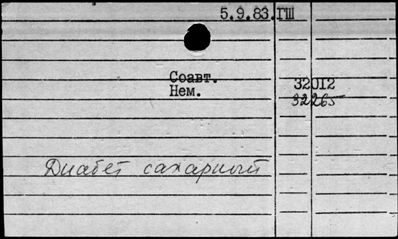 5.9.83.ГШ
Соавт.
Нем.
32012
32265
Диабет сахарный